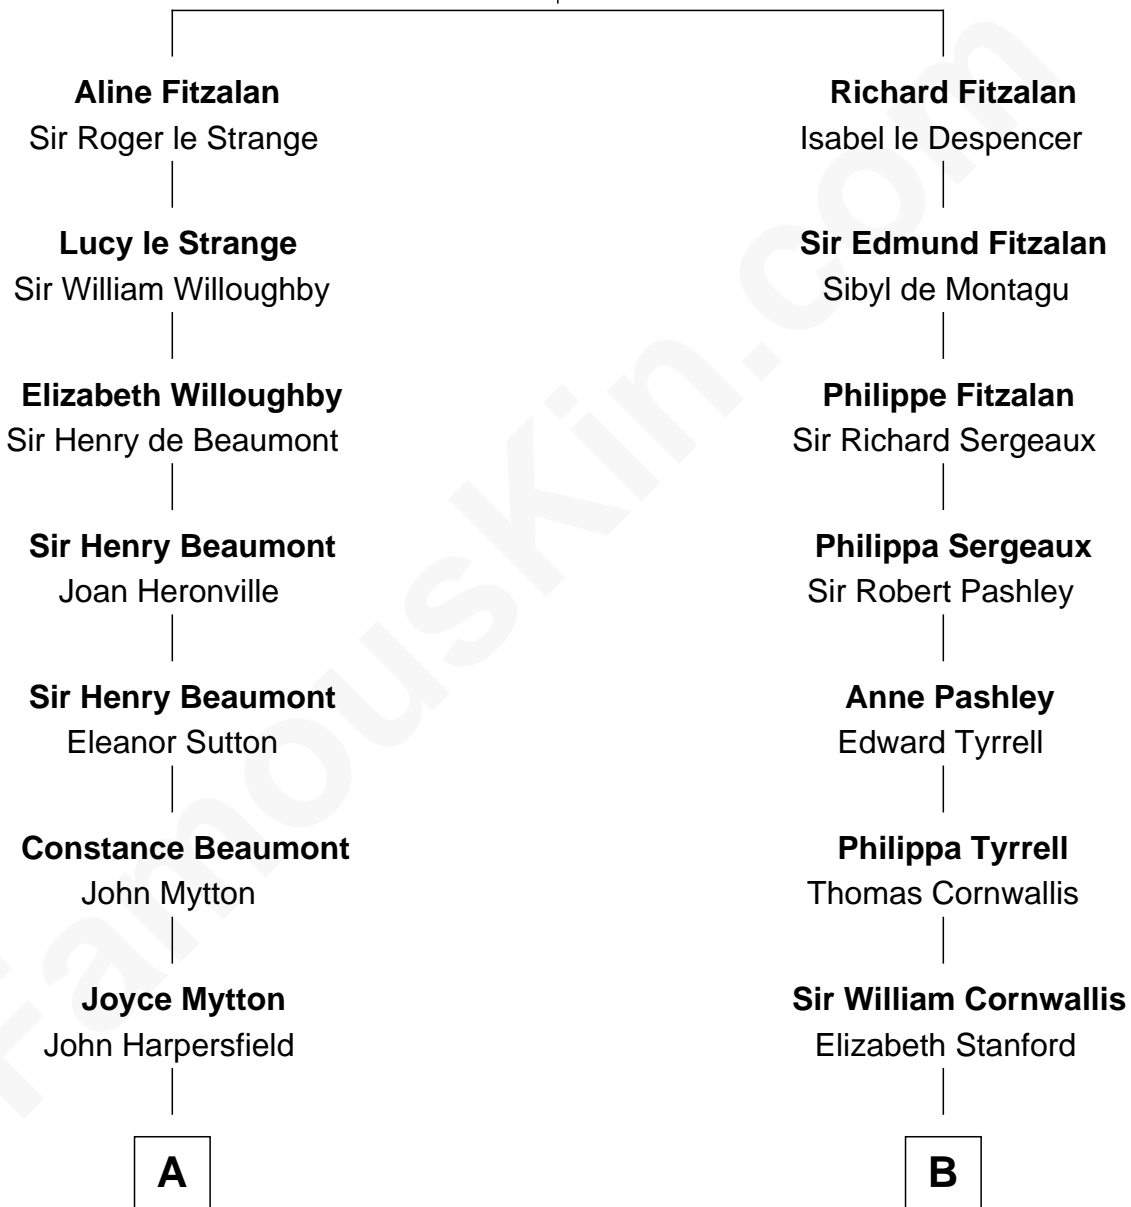 Aline Fitzalan
Sir Roger le Strange
Richard Fitzalan
Isabel le Despencer
Lucy le Strange
Sir William Willoughby
Sir Edmund Fitzalan
Sibyl de Montagu
Elizabeth Willoughby
Sir Henry de Beaumont
Philippe Fitzalan
Sir Richard Sergeaux
Sir Henry Beaumont
Joan Heronville
Philippa Sergeaux
Sir Robert Pashley
Sir Henry Beaumont
Eleanor Sutton
Anne Pashley
Edward Tyrrell
Constance Beaumont
John Mytton
Philippa Tyrrell
Thomas Cornwallis
Joyce Mytton
John Harpersfield
Sir William Cornwallis
Elizabeth Stanford
A
B
FamousKin.com